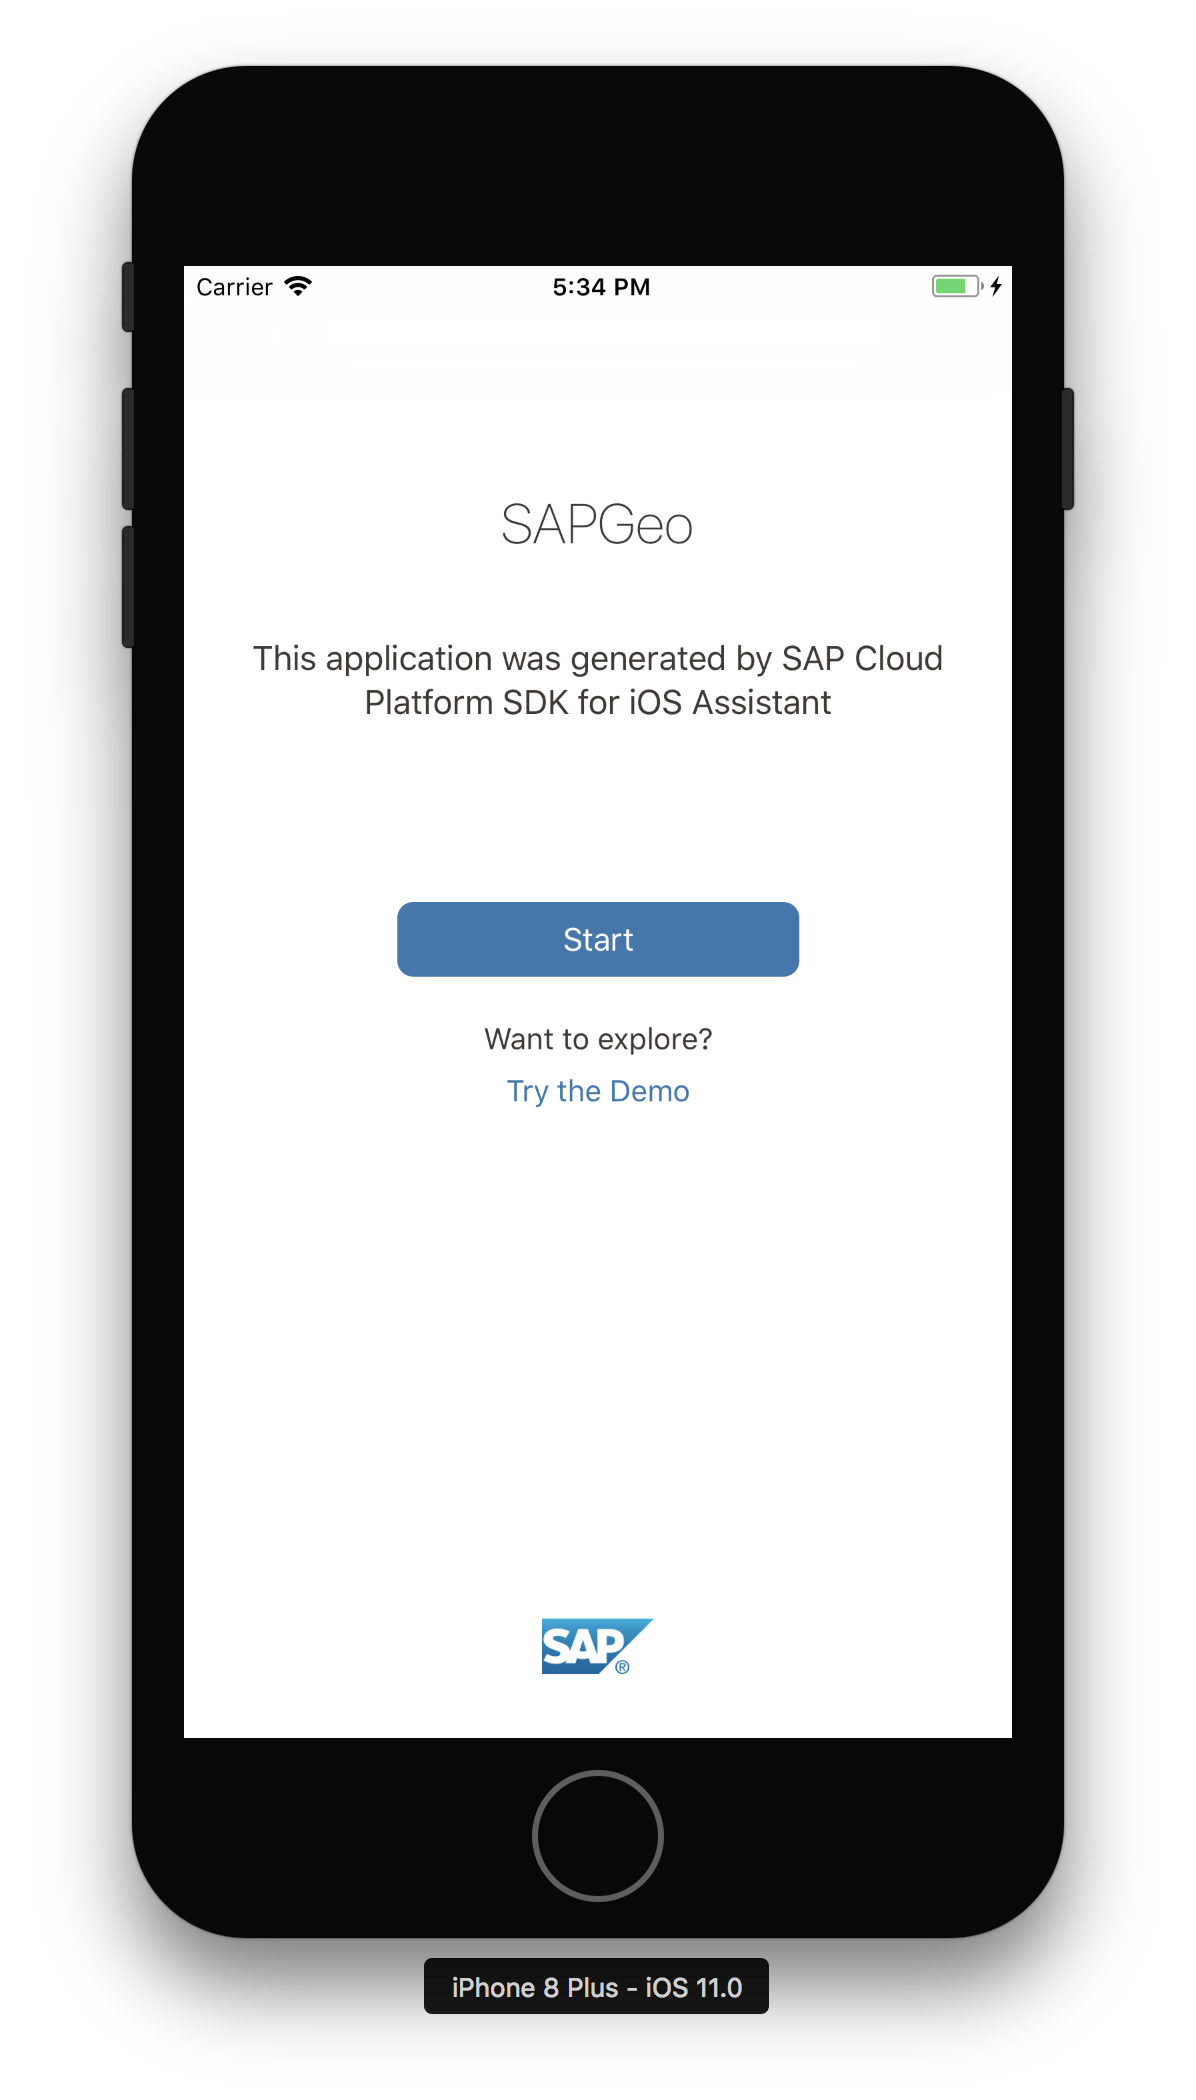 Carrier 5:34 PM
SAPGeo
This application was generated by SAP Cloud
Platform SDK for iOS Assistant
Start
Want to explore?
Try the Demo
SAP®
iPhone 8 Plus - iOS 11.0